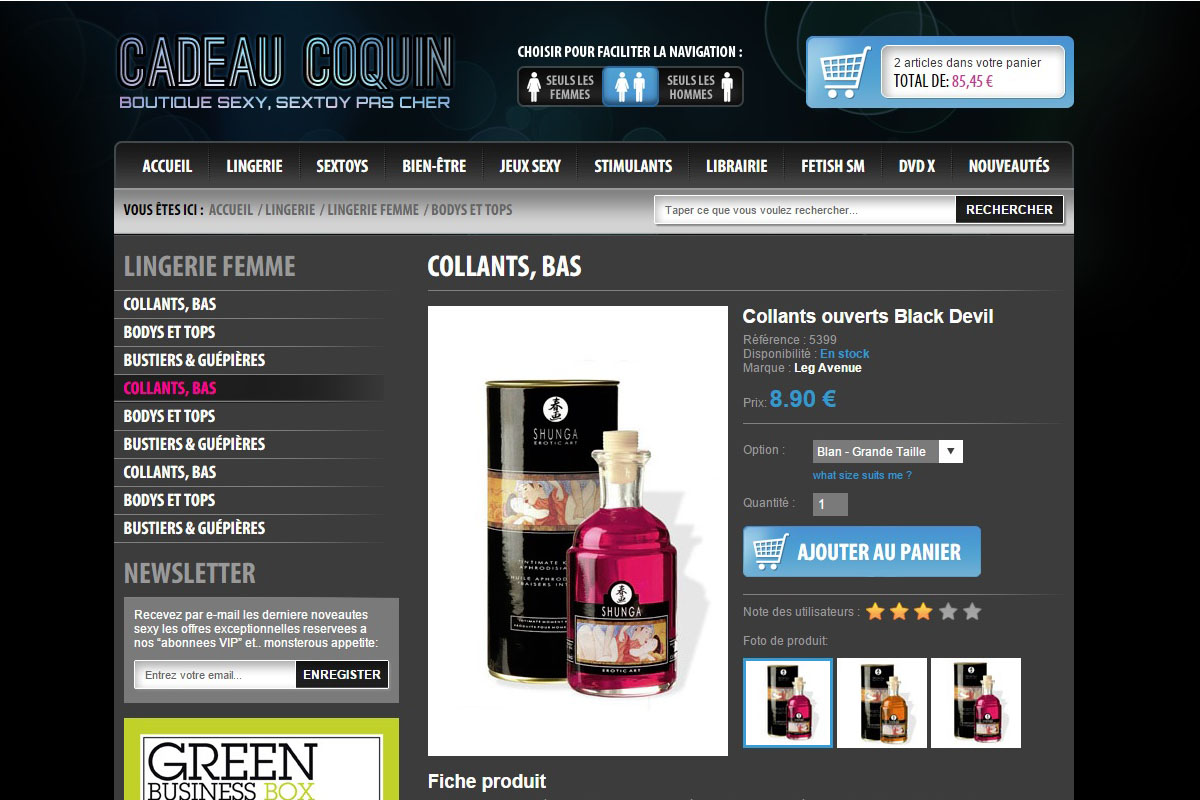 CADEAU COQUIN
BOUTIQUE SEXY, SEXTOY PAS CHER
CHOISIR POUR FACILITER LA NAVIGATION :
SEULS LES
FEMMES
SEULS LES
HOMMES
2 articles dans votre panier
TOTAL DE: 85,45 €
ACCUEIL LINGERIE SEXTOYS BIEN-ÊTRE JEUX SEXY STIMULANTS LIBRAIRIE FETISH SM DVD X NOUVEAUTÉS
VOUS ÊTES ICI : ACCUEIL / LINGERIE / LINGERIE FEMME / BODYS ET TOPS
Taper ce que vous voulez rechercher...
RECHERCHER
LINGERIE FEMME
COLLANTS, BAS
BODYS ET TOPS
BUSTIERS & GUÉPIÈRES
COLLANTS, BAS
BODYS ET TOPS
BUSTIERS & GUÉPIÈRES
COLLANTS, BAS
BODYS ET TOPS
BUSTIERS & GUÉPIÈRES
NEWSLETTER
Recevez par e-mail les derniere noveautes
sexy les offres exceptionnelles reservees a
nos “abonnees VIP” et.. monsterous appetite:
Entrez votre email...
ENREGISTER
GREEN
BUSINESS BOX
COLLANTS, BAS
春画
SHUNGA
EROTIC ART
SHUNGA
EROTIC ART
Collants ouverts Black Devil
Référence : 5399
Disponibilité : En stock
Marque : Leg Avenue
Prix: 8.90 €
Option :
Blan - Grande Taille
what size suits me ?
Quantité :
1
AJOUTER AU PANIER
Note des utilisateurs :
Foto de produit:
Fiche produit